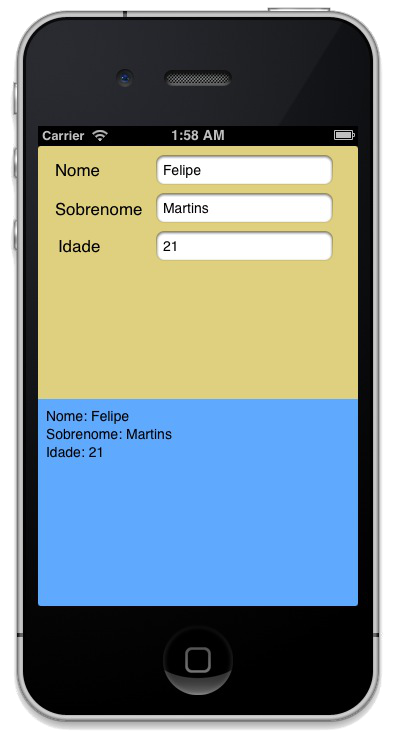 Carrier 1:58 AM
Nome Felipe
Sobrenome Martins
Idade 21
Nome: Felipe
Sobrenome: Martins
Idade: 21